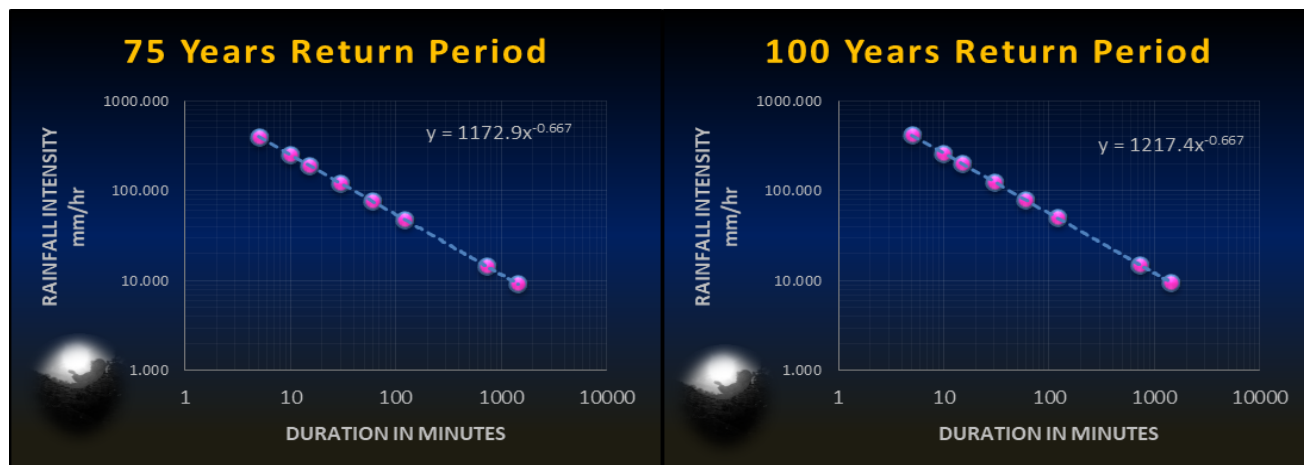 75 Years Return Period
RAINFALL INTENSITY
mm/hr
1000.000
100.000
10.000
1.000
y = 1172.9x^-0.667
1 10 100 1000 10000
DURATION IN MINUTES
100 Years Return Period
RAINFALL INTENSITY
mm/hr
1000.000
100.000
10.000
1.000
y = 1217.4x^-0.667
1 10 100 1000 10000
DURATION IN MINUTES